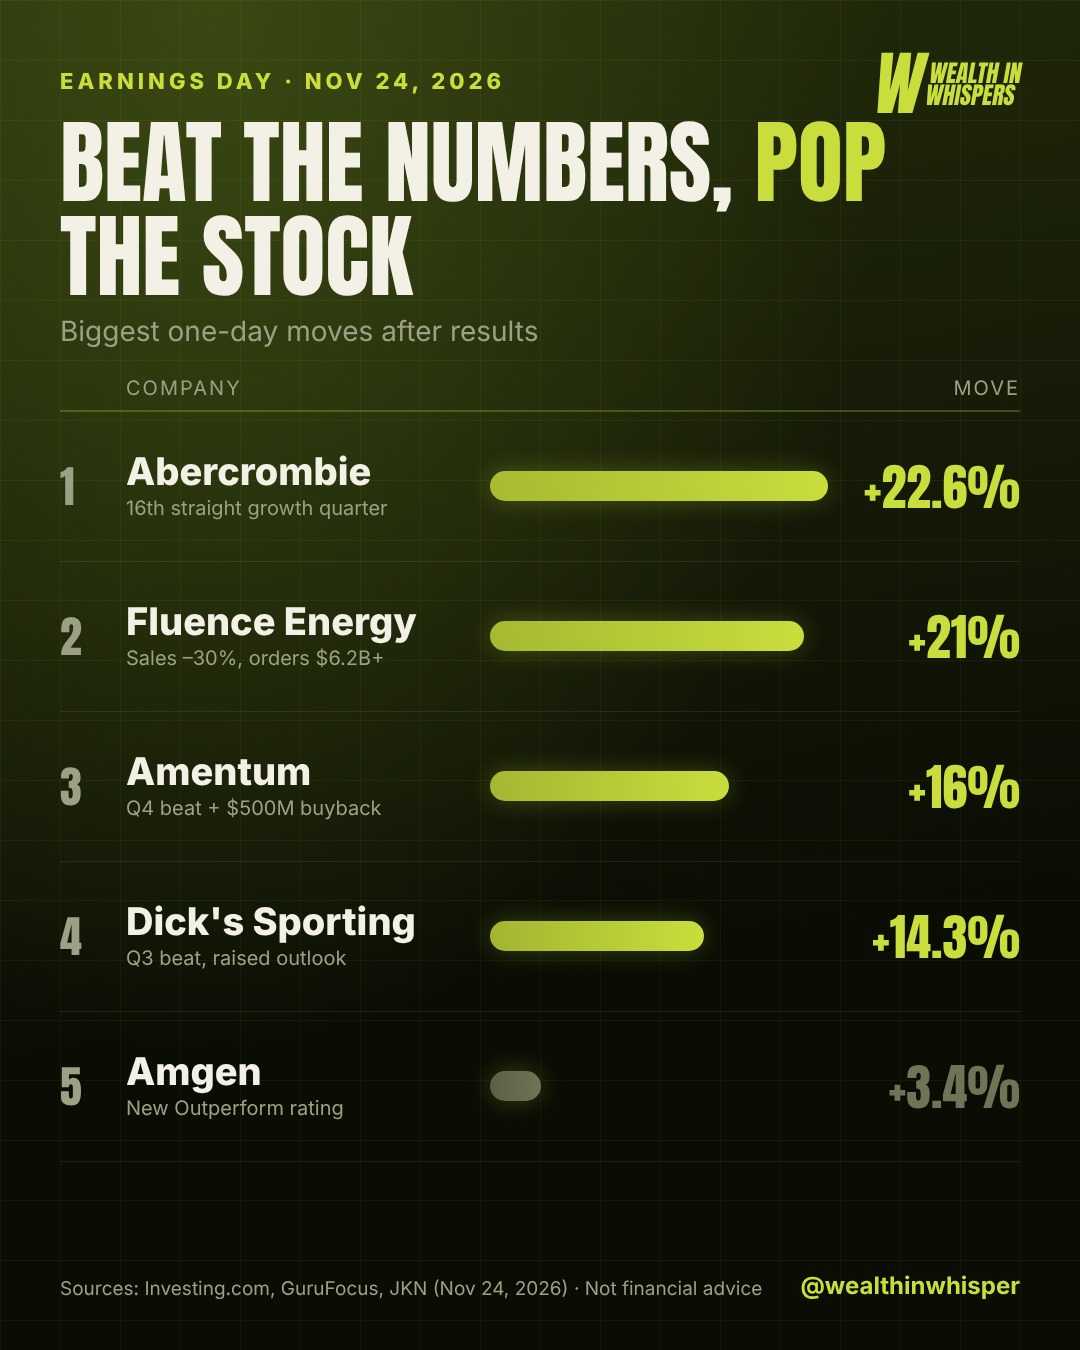 EARNINGS DAY · NOV 24, 2026
W WEALTH IN
WHISPERS
BEAT THE NUMBERS, POP
THE STOCK
Biggest one-day moves after results
COMPANY MOVE
1 Abercrombie +22.6%
16th straight growth quarter
2 Fluence Energy +21%
Sales –30%, orders $6.2B+
3 Amentum +16%
Q4 beat + $500M buyback
4 Dick's Sporting +14.3%
Q3 beat, raised outlook
5 Amgen +3.4%
New Outperform rating
Sources: Investing.com, GuruFocus, JKN (Nov 24, 2026) · Not financial advice @wealthinwhisper